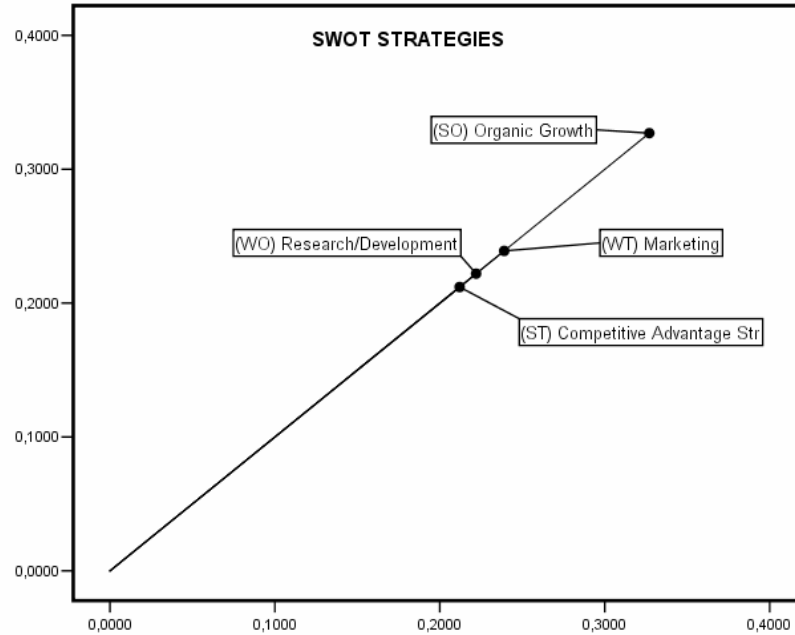 SWOT STRATEGIES
0,4000
0,3000
0,2000
0,1000
0,0000
(SO) Organic Growth
(WO) Research/Development
(WT) Marketing
(ST) Competitive Advantage Str
0,0000 0,1000 0,2000 0,3000 0,4000